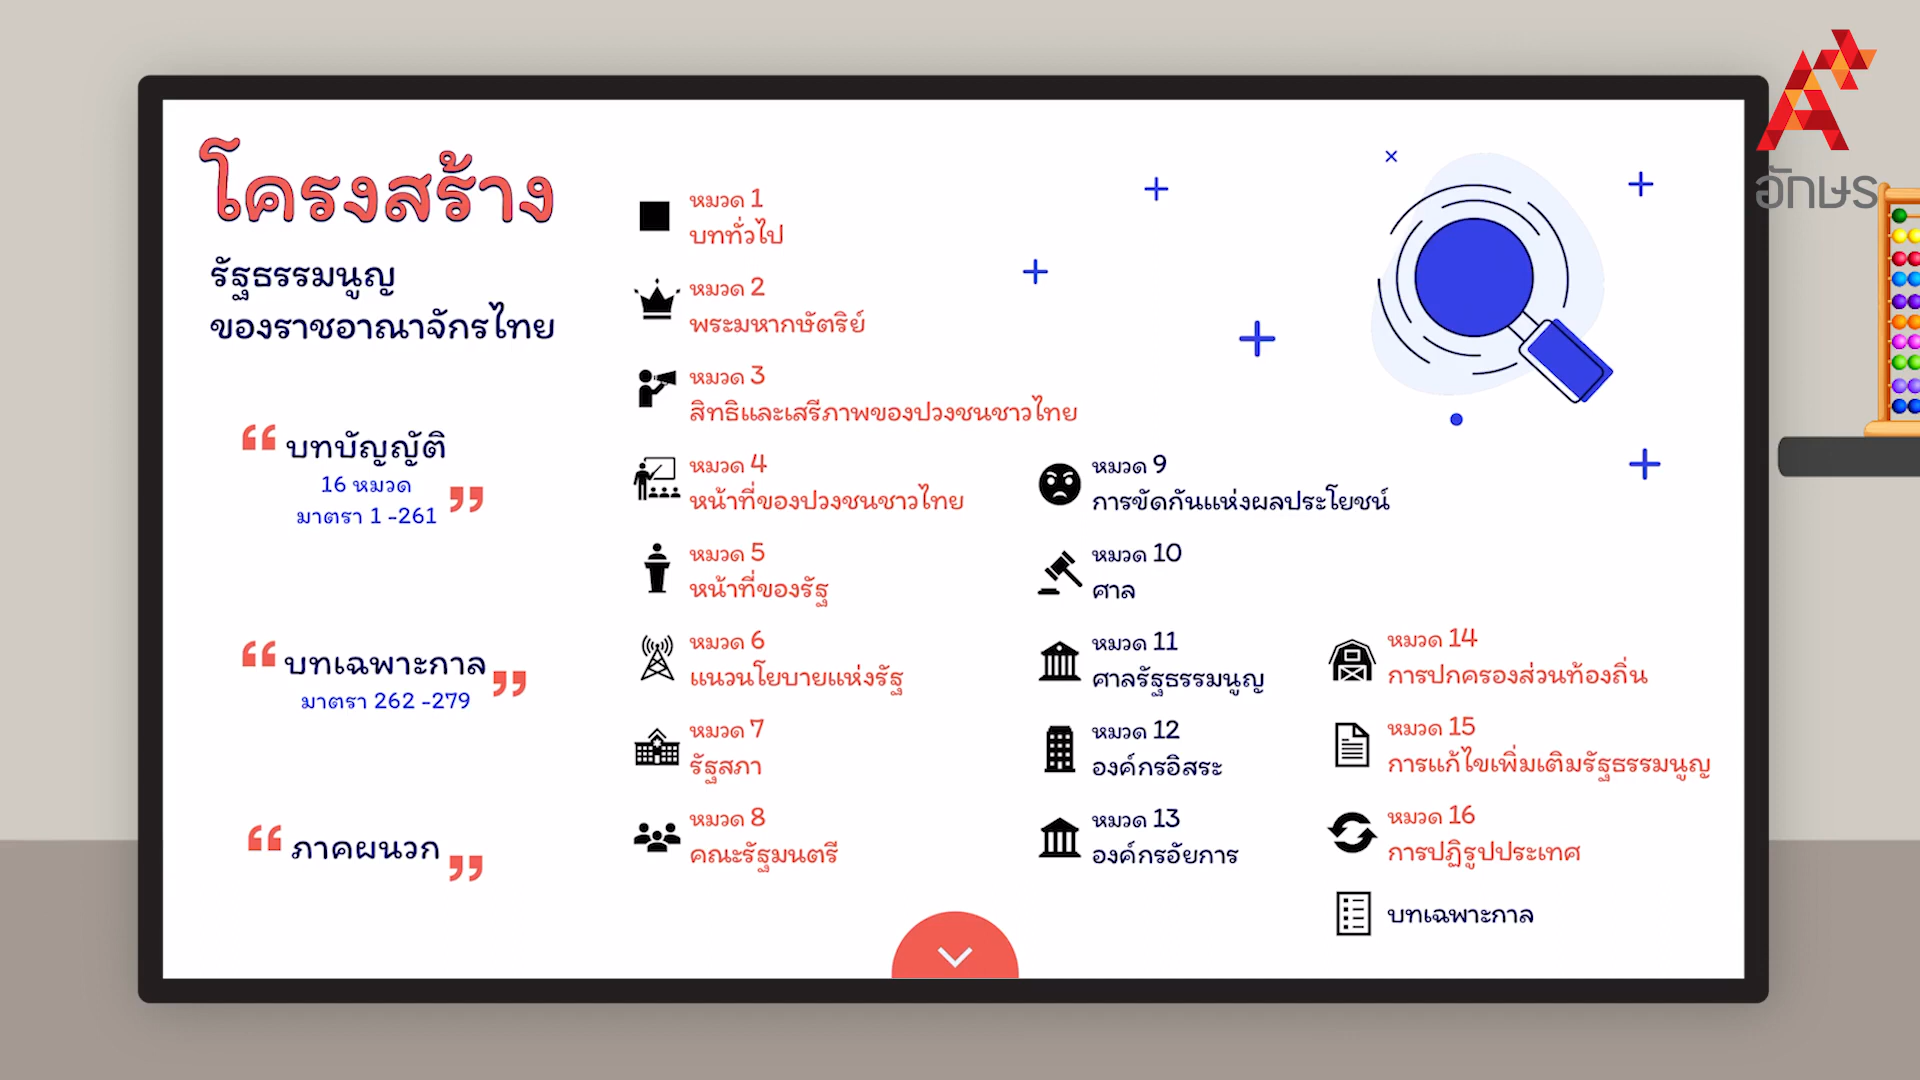 โครงสร้าง
รัฐธรรมนูญ
ของราชอาณาจักรไทย
บทบัญญัติ
16 หมวด
มาตรา 1 -261
บทเฉพาะกาล
มาตรา 262 -279
ภาคผนวก
หมวด 1
บททั่วไป
หมวด 2
พระมหากษัตริย์
หมวด 3
สิทธิและเสรีภาพของปวงชนชาวไทย
หมวด 4
หน้าที่ของปวงชนชาวไทย
หมวด 5
หน้าที่ของรัฐ
หมวด 6
แนวนโยบายแห่งรัฐ
หมวด 7
รัฐสภา
หมวด 8
คณะรัฐมนตรี
หมวด 9
การขัดกันแห่งผลประโยชน์
หมวด 10
ศาล
หมวด 11
ศาลรัฐธรรมนูญ
หมวด 12
องค์กรอิสระ
หมวด 13
องค์กรอัยการ
หมวด 14
การปกครองส่วนท้องถิ่น
หมวด 15
การแก้ไขเพิ่มเติมรัฐธรรมนูญ
หมวด 16
การปฏิรูปประเทศ
บทเฉพาะกาล
อักษร